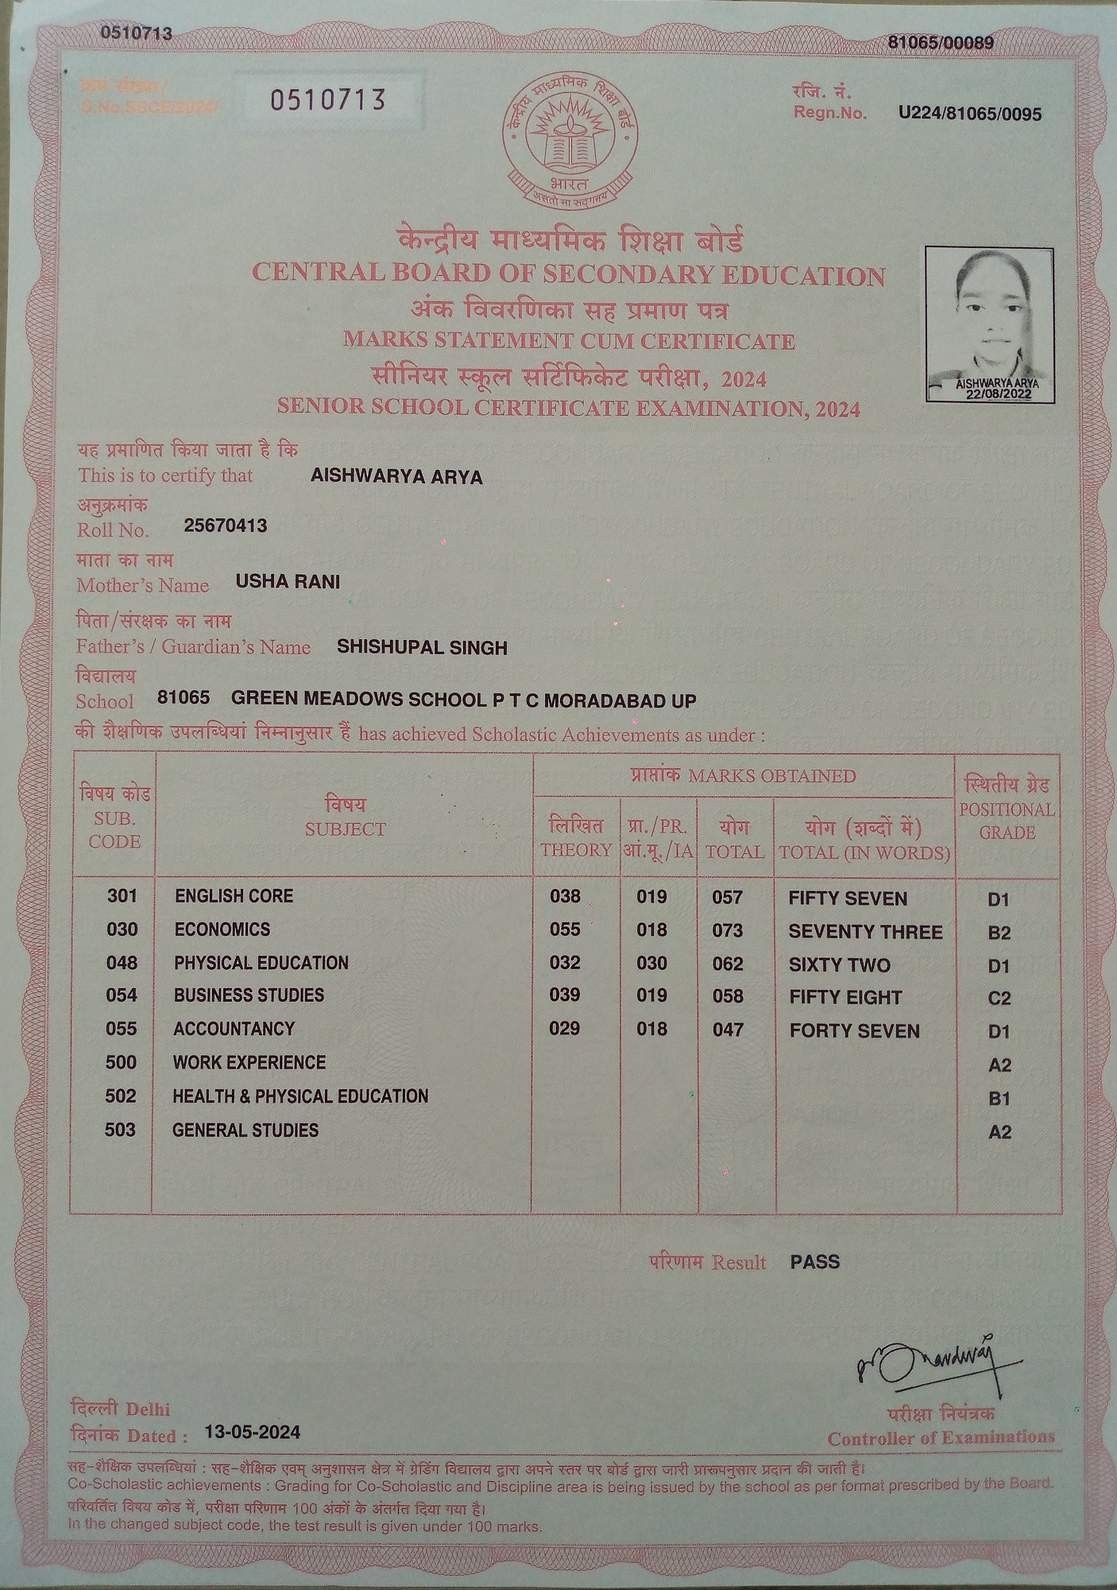 0510713
81065/00089
क्रम संख्या/
S.No.SSCE/2020
0510713
रजि. नं.
Regn.No. U224/81065/0095
केन्द्रीय माध्यमिक शिक्षा बोर्ड
भारत
असतो मा सद्गमय
केन्द्रीय माध्यमिक शिक्षा बोर्ड
CENTRAL BOARD OF SECONDARY EDUCATION
अंक विवरणिका सह प्रमाण पत्र
MARKS STATEMENT CUM CERTIFICATE
सीनियर स्कूल सर्टिफिकेट परीक्षा, 2024
SENIOR SCHOOL CERTIFICATE EXAMINATION, 2024
AISHWARYA ARYA
22/08/2022
यह प्रमाणित किया जाता है कि
This is to certify that AISHWARYA ARYA
अनुक्रमांक
Roll No. 25670413
माता का नाम
Mother's Name USHA RANI
पिता/संरक्षक का नाम
Father's / Guardian's Name SHISHUPAL SINGH
विद्यालय
School 81065 GREEN MEADOWS SCHOOL P T C MORADABAD UP
की शैक्षणिक उपलब्धियां निम्नानुसार हैं has achieved Scholastic Achievements as under :
विषय कोड SUB. CODE
विषय SUBJECT
प्राप्तांक MARKS OBTAINED
लिखित THEORY
प्रा./PR. आं.मू./IA
योग TOTAL
योग (शब्दों में) TOTAL (IN WORDS)
स्थितीय ग्रेड POSITIONAL GRADE
301 ENGLISH CORE 038 019 057 FIFTY SEVEN D1
030 ECONOMICS 055 018 073 SEVENTY THREE B2
048 PHYSICAL EDUCATION 032 030 062 SIXTY TWO D1
054 BUSINESS STUDIES 039 019 058 FIFTY EIGHT C2
055 ACCOUNTANCY 029 018 047 FORTY SEVEN D1
500 WORK EXPERIENCE A2
502 HEALTH & PHYSICAL EDUCATION B1
503 GENERAL STUDIES A2
परिणाम Result PASS
दिल्ली Delhi
दिनांक Dated : 13-05-2024
परीक्षा नियंत्रक
Controller of Examinations
सह-शैक्षिक उपलब्धियां : सह-शैक्षिक एवम् अनुशासन क्षेत्र में ग्रेडिंग विद्यालय द्वारा अपने स्तर पर बोर्ड द्वारा जारी प्रारूपनुसार प्रदान की जाती है।
Co-Scholastic achievements : Grading for Co-Scholastic and Discipline area is being issued by the school as per format prescribed by the Board.
परिवर्तित विषय कोड में, परीक्षा परिणाम 100 अंकों के अंतर्गत दिया गया है।
In the changed subject code, the test result is given under 100 marks.